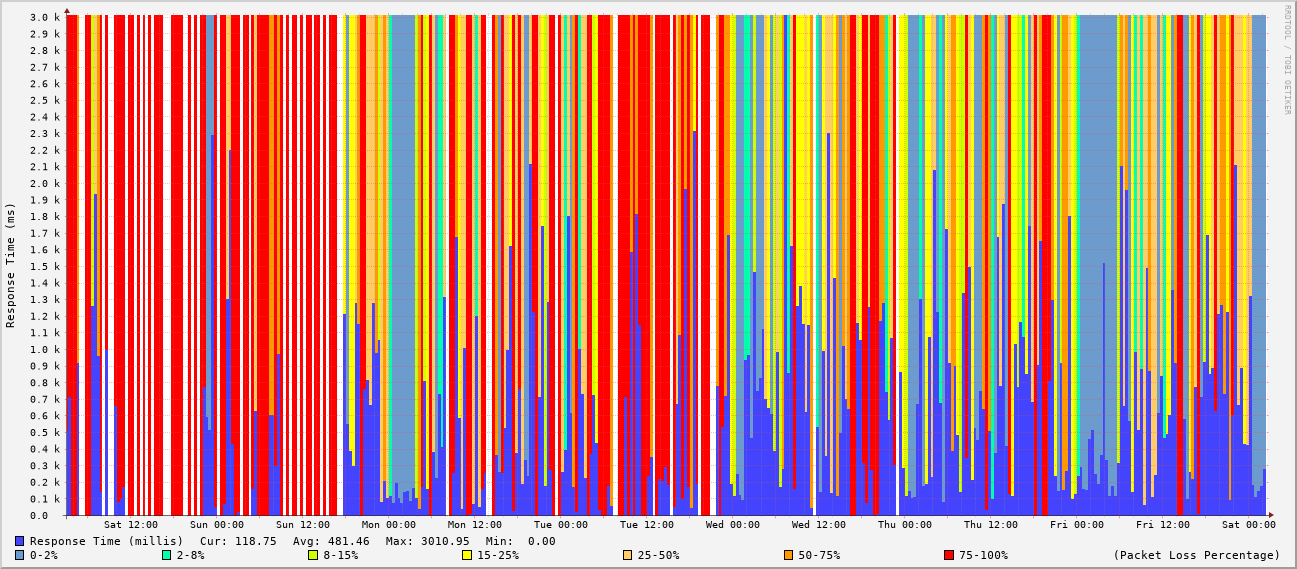 RRDTOOL / TOBI OETIKER
Response Time (ms)
3.0 k
2.9 k
2.8 k
2.7 k
2.6 k
2.5 k
2.4 k
2.3 k
2.2 k
2.1 k
2.0 k
1.9 k
1.8 k
1.7 k
1.6 k
1.5 k
1.4 k
1.3 k
1.2 k
1.1 k
1.0 k
0.9 k
0.8 k
0.7 k
0.6 k
0.5 k
0.4 k
0.3 k
0.2 k
0.1 k
0.0
Sat 12:00 Sun 00:00 Sun 12:00 Mon 00:00 Mon 12:00 Tue 00:00 Tue 12:00 Wed 00:00 Wed 12:00 Thu 00:00 Thu 12:00 Fri 00:00 Fri 12:00 Sat 00:00
Response Time (millis) Cur: 118.75 Avg: 481.46 Max: 3010.95 Min: 0.00
0-2% 2-8% 8-15% 15-25% 25-50% 50-75% 75-100% (Packet Loss Percentage)